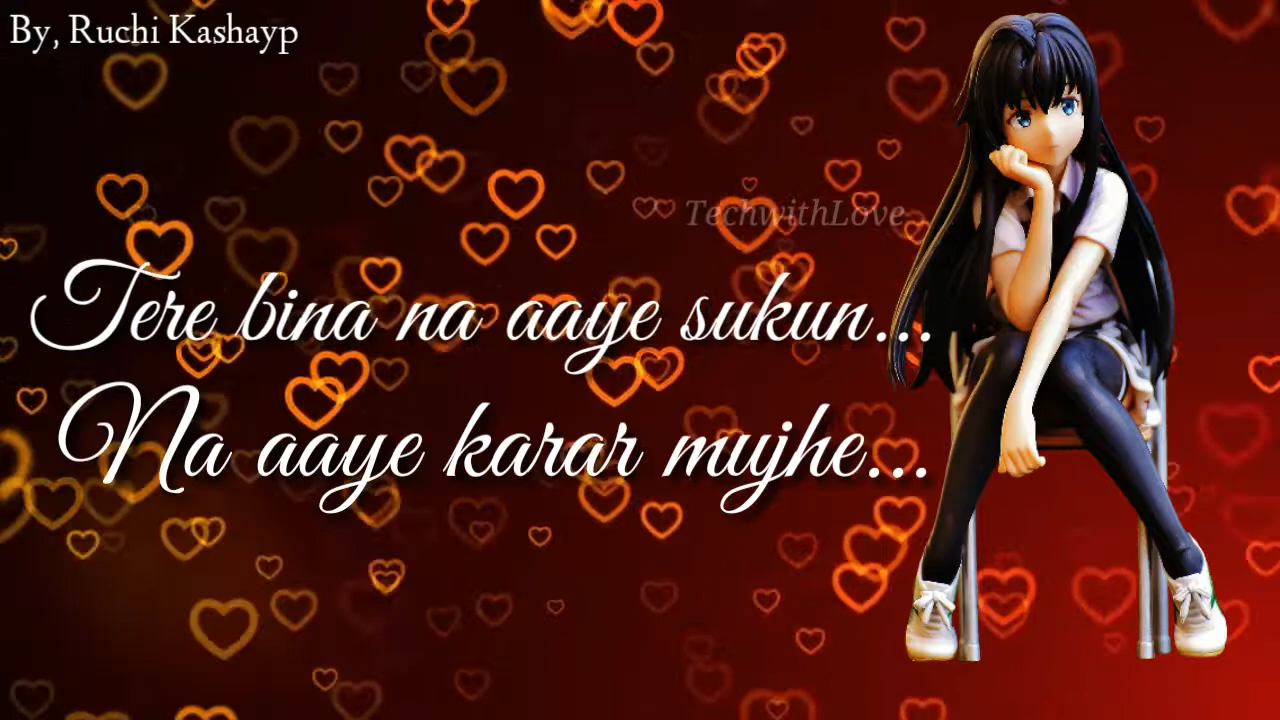 By, Ruchi Kashayp
TechwithLove
Tere bina na aaye sukun...
Na aaye karar mujhe...